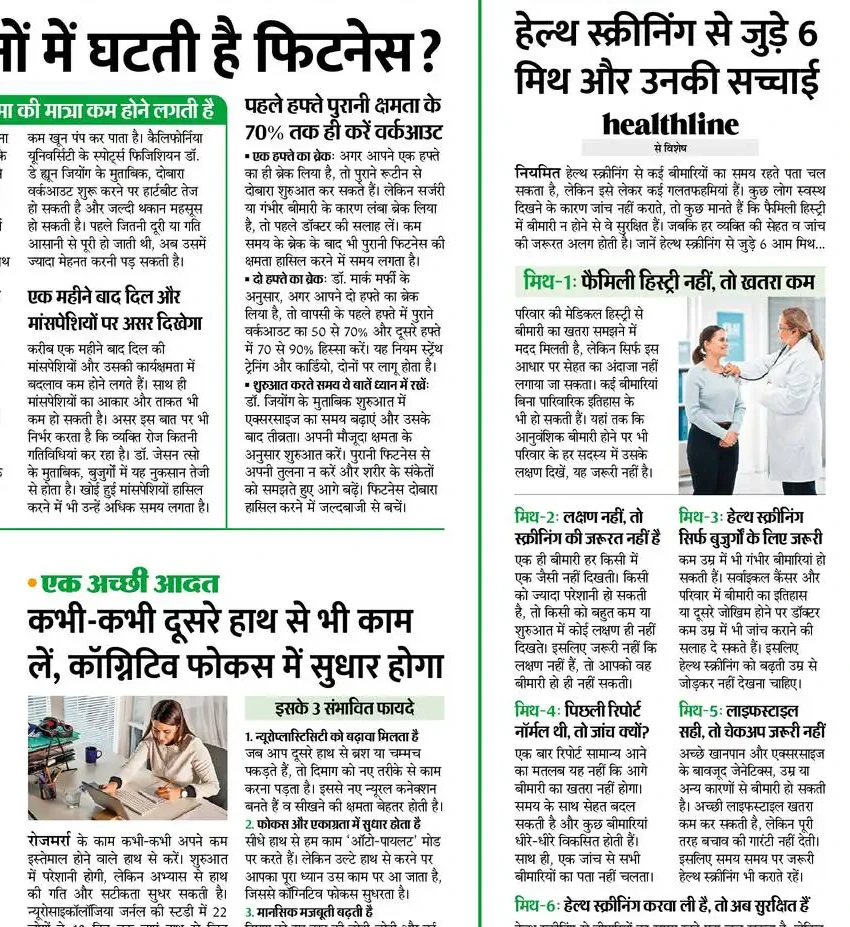 में घटती है फिटनेस?
की मात्रा कम होने लगती है
कम खून पंप कर पाता है। कैलिफोर्निया
यूनिवर्सिटी के स्पोर्ट्स फिजिशियन डॉ.
डे ह्यून जियोंग के मुताबिक, दोबारा
वर्कआउट शुरू करने पर हार्टबीट तेज
हो सकती है और जल्दी थकान महसूस
हो सकती है। पहले जितनी दूरी या गति
आसानी से पूरी हो जाती थी, अब उसमें
ज्यादा मेहनत करनी पड़ सकती है।
एक महीने बाद दिल और
मांसपेशियों पर असर दिखेगा
करीब एक महीने बाद दिल की
मांसपेशियों और उसकी कार्यक्षमता में
बदलाव कम होने लगते हैं। साथ ही
मांसपेशियों का आकार और ताकत भी
कम हो सकती है। असर इस बात पर भी
निर्भर करता है कि व्यक्ति रोज कितनी
गतिविधियां कर रहा है। डॉ. जेसन त्सो
के मुताबिक, बुजुर्गों में यह नुकसान तेजी
से होता है। खोई हुई मांसपेशियों हासिल
करने में भी उन्हें अधिक समय लगता है।
पहले हफ्ते पुरानी क्षमता के
70% तक ही करें वर्कआउट
▪ एक हफ्ते का ब्रेक: अगर आपने एक हफ्ते
का ही ब्रेक लिया है, तो पुराने रूटीन से
दोबारा शुरुआत कर सकते हैं। लेकिन सर्जरी
या गंभीर बीमारी के कारण लंबा ब्रेक लिया
है, तो पहले डॉक्टर की सलाह लें। कम
समय के ब्रेक के बाद भी पुरानी फिटनेस की
क्षमता हासिल करने में समय लगता है।
▪ दो हफ्ते का ब्रेक: डॉ. मार्क मर्फी के
अनुसार, अगर आपने दो हफ्ते का ब्रेक
लिया है, तो वापसी के पहले हफ्ते में पुराने
वर्कआउट का 50 से 70% और दूसरे हफ्ते
में 70 से 90% हिस्सा करें। यह नियम स्ट्रेंथ
ट्रेनिंग और कार्डियो, दोनों पर लागू होता है।
▪ शुरुआत करते समय ये बातें ध्यान में रखें:
डॉ. जियोंग के मुताबिक शुरुआत में
एक्सरसाइज का समय बढ़ाएं और उसके
बाद तीव्रता। अपनी मौजूदा क्षमता के
अनुसार शुरुआत करें। पुरानी फिटनेस से
अपनी तुलना न करें और शरीर के संकेतों
को समझते हुए आगे बढ़ें। फिटनेस दोबारा
हासिल करने में जल्दबाजी से बचें।
• एक अच्छी आदत
कभी-कभी दूसरे हाथ से भी काम
लें, कॉग्निटिव फोकस में सुधार होगा
रोजमर्रा के काम कभी-कभी अपने कम
इस्तेमाल होने वाले हाथ से करें। शुरुआत
में परेशानी होगी, लेकिन अभ्यास से हाथ
की गति और सटीकता सुधर सकती है।
न्यूरोसाइकोलॉजिया जर्नल की स्टडी में 22
इसके 3 संभावित फायदे
1. न्यूरोप्लास्टिसिटी को बढ़ावा मिलता है
जब आप दूसरे हाथ से ब्रश या चम्मच
पकड़ते हैं, तो दिमाग को नए तरीके से काम
करना पड़ता है। इससे नए न्यूरल कनेक्शन
बनते हैं व सीखने की क्षमता बेहतर होती है।
2. फोकस और एकाग्रता में सुधार होता है
सीधे हाथ से हम काम ‘ऑटो-पायलट’ मोड
पर करते हैं। लेकिन उल्टे हाथ से करने पर
आपका पूरा ध्यान उस काम पर आ जाता है,
जिससे कॉग्निटिव फोकस सुधरता है।
3. मानसिक मजबूती बढ़ती है
हेल्थ स्क्रीनिंग से जुड़े 6
मिथ और उनकी सच्चाई
healthline
से विशेष
नियमित हेल्थ स्क्रीनिंग से कई बीमारियों का समय रहते पता चल
सकता है, लेकिन इसे लेकर कई गलतफहमियां हैं। कुछ लोग स्वस्थ
दिखने के कारण जांच नहीं कराते, तो कुछ मानते हैं कि फैमिली हिस्ट्री
में बीमारी न होने से वे सुरक्षित हैं। जबकि हर व्यक्ति की सेहत व जांच
की जरूरत अलग होती है। जानें हेल्थ स्क्रीनिंग से जुड़े 6 आम मिथ...
मिथ-1: फैमिली हिस्ट्री नहीं, तो खतरा कम
परिवार की मेडिकल हिस्ट्री से
बीमारी का खतरा समझने में
मदद मिलती है, लेकिन सिर्फ इस
आधार पर सेहत का अंदाजा नहीं
लगाया जा सकता। कई बीमारियां
बिना पारिवारिक इतिहास के
भी हो सकती हैं। यहां तक कि
आनुवंशिक बीमारी होने पर भी
परिवार के हर सदस्य में उसके
लक्षण दिखें, यह जरूरी नहीं है।
मिथ-2: लक्षण नहीं, तो
स्क्रीनिंग की जरूरत नहीं है
एक ही बीमारी हर किसी में
एक जैसी नहीं दिखती। किसी
को ज्यादा परेशानी हो सकती
है, तो किसी को बहुत कम या
शुरुआत में कोई लक्षण ही नहीं
दिखते। इसलिए जरूरी नहीं कि
लक्षण नहीं हैं, तो आपको वह
बीमारी हो ही नहीं सकती।
मिथ-3: हेल्थ स्क्रीनिंग
सिर्फ बुजुर्गों के लिए जरूरी
कम उम्र में भी गंभीर बीमारियां हो
सकती हैं। सर्वाइकल कैंसर और
परिवार में बीमारी का इतिहास
या दूसरे जोखिम होने पर डॉक्टर
कम उम्र में भी जांच कराने की
सलाह दे सकते हैं। इसलिए
हेल्थ स्क्रीनिंग को बढ़ती उम्र से
जोड़कर नहीं देखना चाहिए।
मिथ-4: पिछली रिपोर्ट
नॉर्मल थी, तो जांच क्यों?
एक बार रिपोर्ट सामान्य आने
का मतलब यह नहीं कि आगे
बीमारी का खतरा नहीं होगा।
समय के साथ सेहत बदल
सकती है और कुछ बीमारियां
धीरे-धीरे विकसित होती हैं।
साथ ही, एक जांच से सभी
बीमारियों का पता नहीं चलता।
मिथ-5: लाइफस्टाइल
सही, तो चेकअप जरूरी नहीं
अच्छे खानपान और एक्सरसाइज
के बावजूद जेनेटिक्स, उम्र या
अन्य कारणों से बीमारी हो सकती
है। अच्छी लाइफस्टाइल खतरा
कम कर सकती है, लेकिन पूरी
तरह बचाव की गारंटी नहीं देती।
इसलिए समय समय पर जरूरी
हेल्थ स्क्रीनिंग भी कराते रहें।
मिथ-6: हेल्थ स्क्रीनिंग करवा ली है, तो अब सुरक्षित हैं